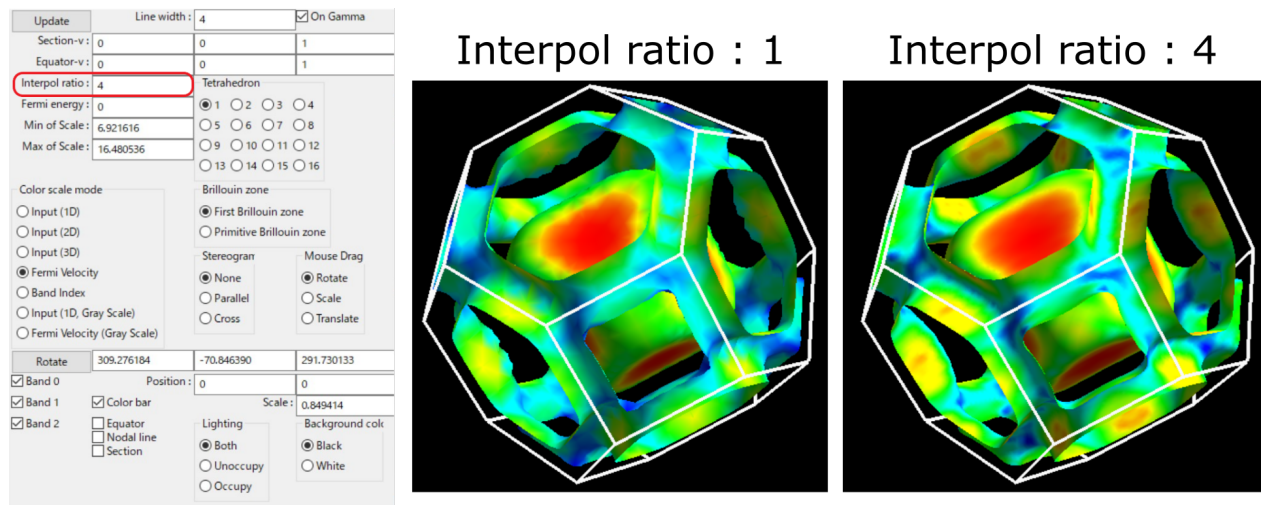 Update Line width : 4 On Gamma
Section-v : 0 0 1
Equator-v : 0 0 1
Interpol ratio : 4 Tetrahedron
Fermi energy : 0 1 2 3 4
Min of Scale : 6.921616 5 6 7 8
Max of Scale : 16.480536 9 10 11 12
13 14 15 16
Color scale mode Brillouin zone
Input (1D) First Brillouin zone
Input (2D) Primitive Brillouin zone
Input (3D) Stereogran Mouse Drag
Fermi Velocity None Rotate
Band Index Parallel Scale
Input (1D, Gray Scale) Cross Translate
Fermi Velocity (Gray Scale)
Rotate 309.276184 -70.846390 291.730133
Band 0 Position : 0 0
Band 1 Color bar Scale : 0.849414
Band 2 Equator Lighting Background colo
Nodal line Both Black
Section Unoccupy White
Occupy
Interpol ratio : 1
Interpol ratio : 4